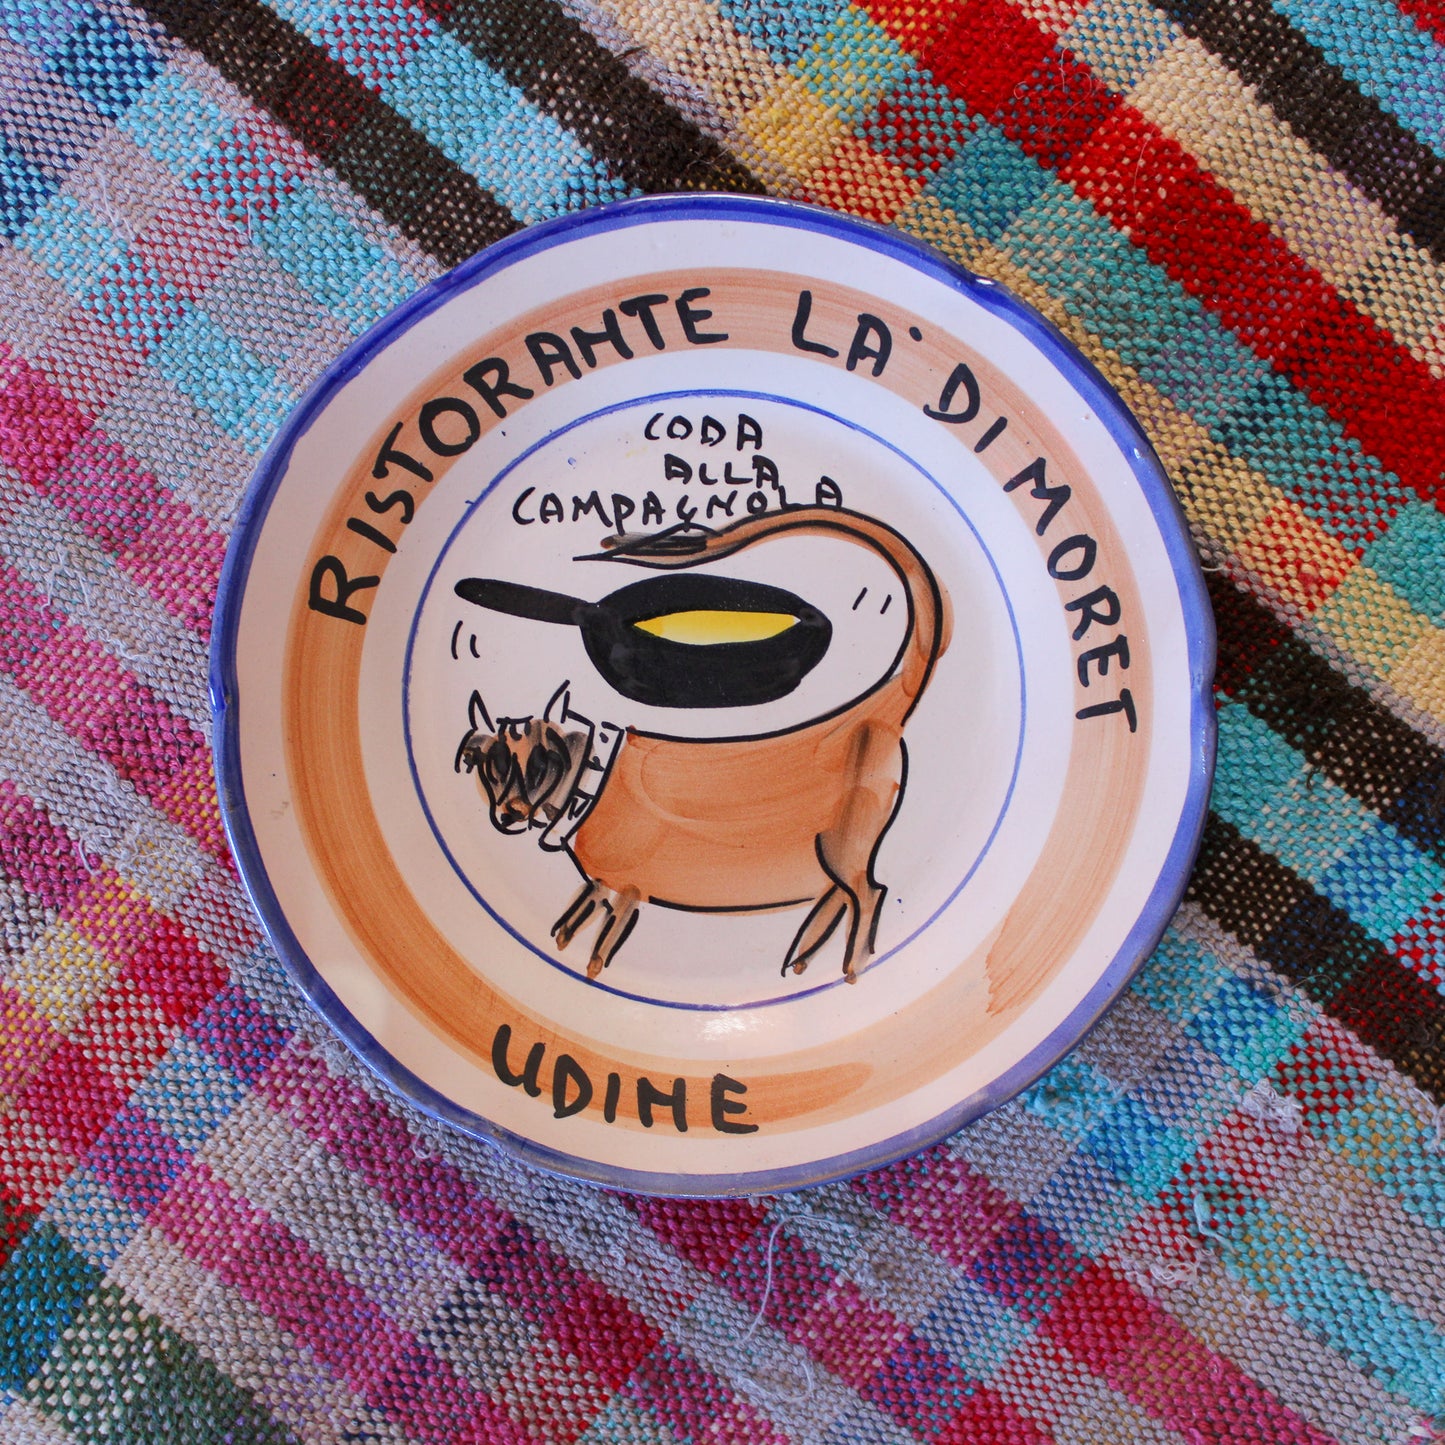 RISTORANTE LA' DI MORET
CODA
ALLA
CAMPAGNOLA
UDINE